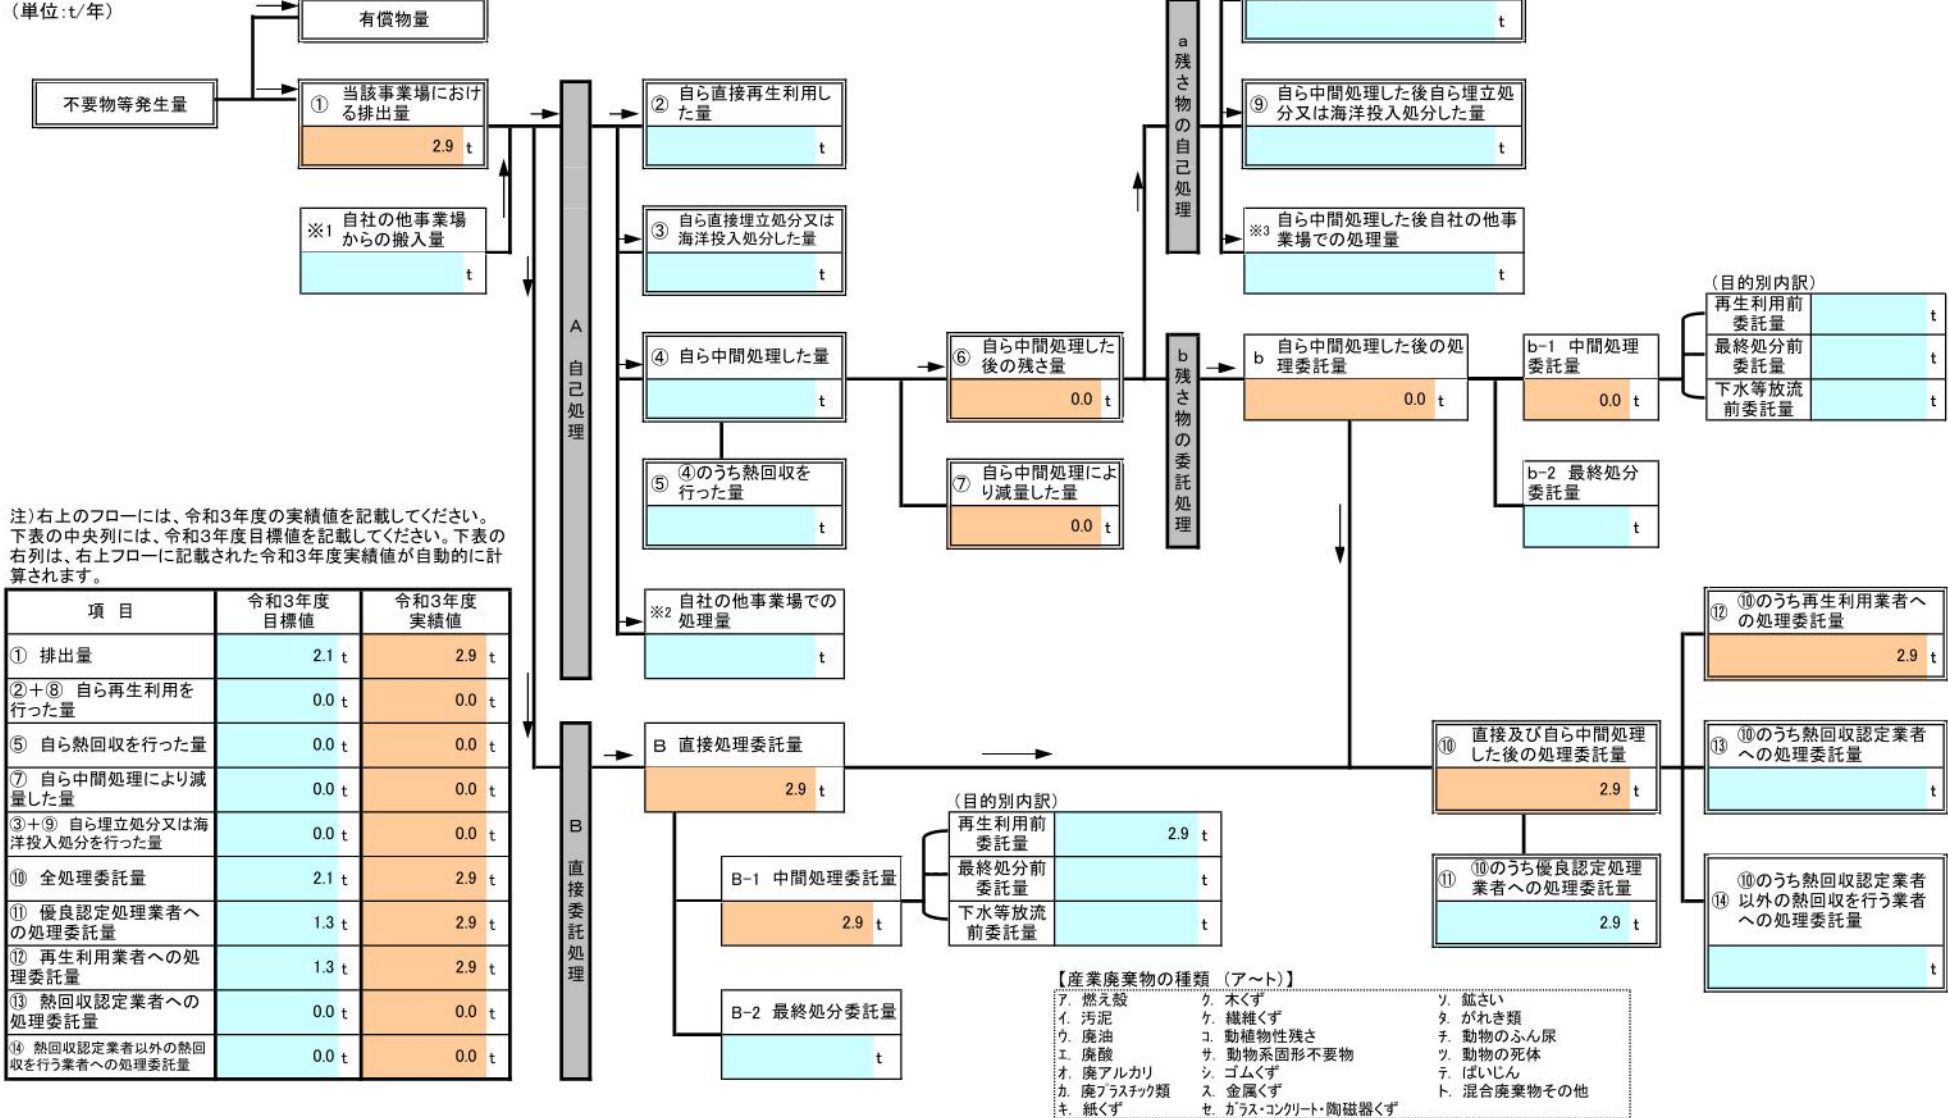 (単位:t/年)
有償物量
不要物等発生量
① 当該事業場におけ
る排出量
2.9 t
※1 自社の他事業場
からの搬入量
t
A 自己処理
② 自ら直接再生利用し
た量
t
③ 自ら直接埋立処分又は
海洋投入処分した量
t
④ 自ら中間処理した量
t
⑤ ④のうち熱回収を
行った量
t
※2 自社の他事業場での
処理量
t
⑥ 自ら中間処理した
後の残さ量
0.0 t
⑦ 自ら中間処理によ
り減量した量
0.0 t
a残さ物の自己処理
t
⑨ 自ら中間処理した後自ら埋立処
分又は海洋投入処分した量
t
※3 自ら中間処理した後自社の他事
業場での処理量
t
b残さ物の委託処理
b 自ら中間処理した後の処
理委託量
0.0 t
b-1 中間処理
委託量
0.0 t
b-2 最終処分
委託量
t
(目的別内訳)
再生利用前
委託量
t
最終処分前
委託量
t
下水等放流
前委託量
t
注)右上のフローには、令和3年度の実績値を記載してください。
下表の中央列には、令和3年度目標値を記載してください。下表の
右列は、右上フローに記載された令和3年度実績値が自動的に計
算されます。
項 目
令和3年度
目標値
令和3年度
実績値
① 排出量
2.1 t
2.9 t
②+⑧ 自ら再生利用を
行った量
0.0 t
0.0 t
⑤ 自ら熱回収を行った量
0.0 t
0.0 t
⑦ 自ら中間処理により減
量した量
0.0 t
0.0 t
③+⑨ 自ら埋立処分又は海
洋投入処分を行った量
0.0 t
0.0 t
⑩ 全処理委託量
2.1 t
2.9 t
⑪ 優良認定処理業者へ
の処理委託量
1.3 t
2.9 t
⑫ 再生利用業者への処
理委託量
1.3 t
2.9 t
⑬ 熱回収認定業者への
処理委託量
0.0 t
0.0 t
⑭ 熱回収認定業者以外の熱回
収を行う業者への処理委託量
0.0 t
0.0 t
B 直接委託処理
B 直接処理委託量
2.9 t
B-1 中間処理委託量
2.9 t
B-2 最終処分委託量
t
(目的別内訳)
再生利用前
委託量
2.9 t
最終処分前
委託量
t
下水等放流
前委託量
t
⑩ 直接及び自ら中間処理
した後の処理委託量
2.9 t
⑪ ⑩のうち優良認定処理
業者への処理委託量
2.9 t
⑫ ⑩のうち再生利用業者へ
の処理委託量
2.9 t
⑬ ⑩のうち熱回収認定業者
への処理委託量
t
⑭ ⑩のうち熱回収認定業者
以外の熱回収を行う業者
への処理委託量
t
【産業廃棄物の種類 (ア~ト)】
ア. 燃え殻
イ. 汚泥
ウ. 廃油
エ. 廃酸
オ. 廃アルカリ
カ. 廃プラスチック類
キ. 紙くず
ク. 木くず
ケ. 繊維くず
コ. 動植物性残さ
サ. 動物系固形不要物
シ. ゴムくず
ス. 金属くず
セ. ガラス・コンクリート・陶磁器くず
ソ. 鉱さい
タ. がれき類
チ. 動物のふん尿
ツ. 動物の死体
テ. ばいじん
ト. 混合廃棄物その他